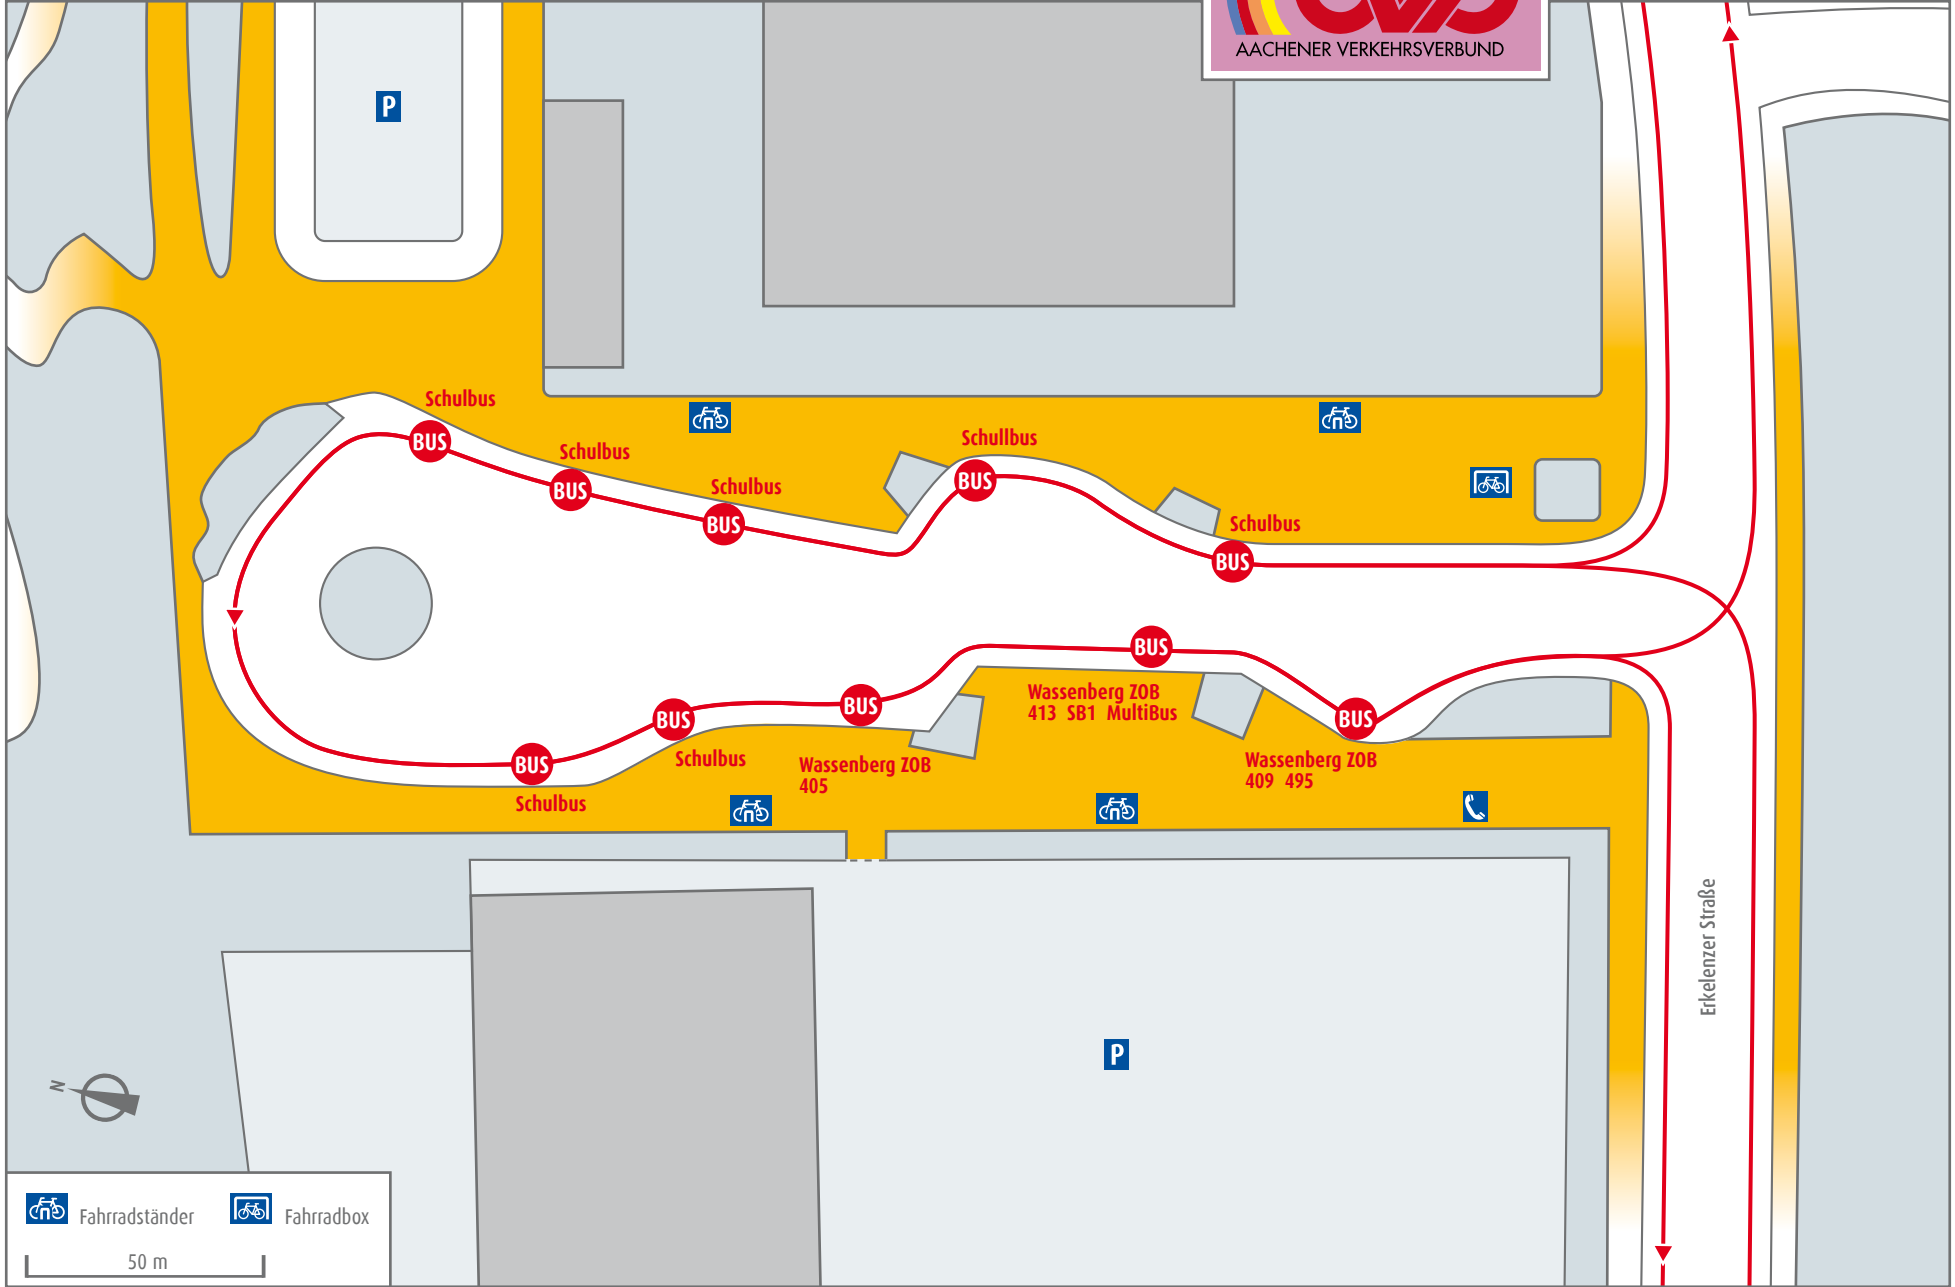 AACHENER VERKEHRSVERBUND
P
Schulbus
BUS
Schulbus
BUS
Schulbus
BUS
Schullbus
BUS
Schulbus
BUS
BUS
Wassenberg ZOB
413 SB1 MultiBus
BUS
Wassenberg ZOB
409 495
BUS
Wassenberg ZOB
405
BUS
Schulbus
BUS
Schulbus
Erkelenzer Straße
P
N
Fahrradständer
Fahrradbox
50 m